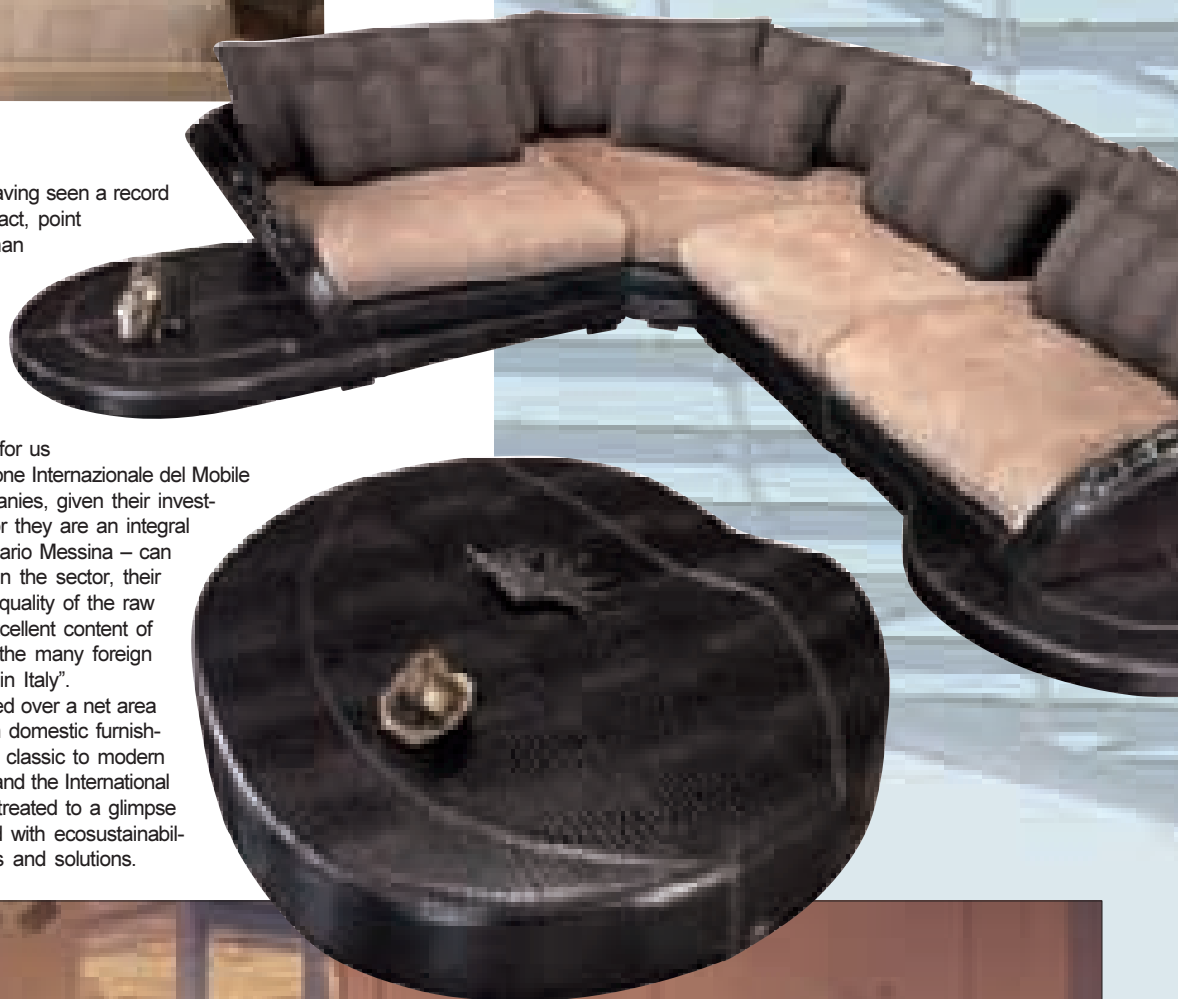 aving seen a record
act, point
an
for us
one Internazionale del Mobile
anies, given their invest-
or they are an integral
ario Messina – can
n the sector, their
quality of the raw
cellent content of
the many foreign
in Italy”.
ed over a net area
domestic furnish-
classic to modern
and the International
treated to a glimpse
with ecosustainabil-
s and solutions.